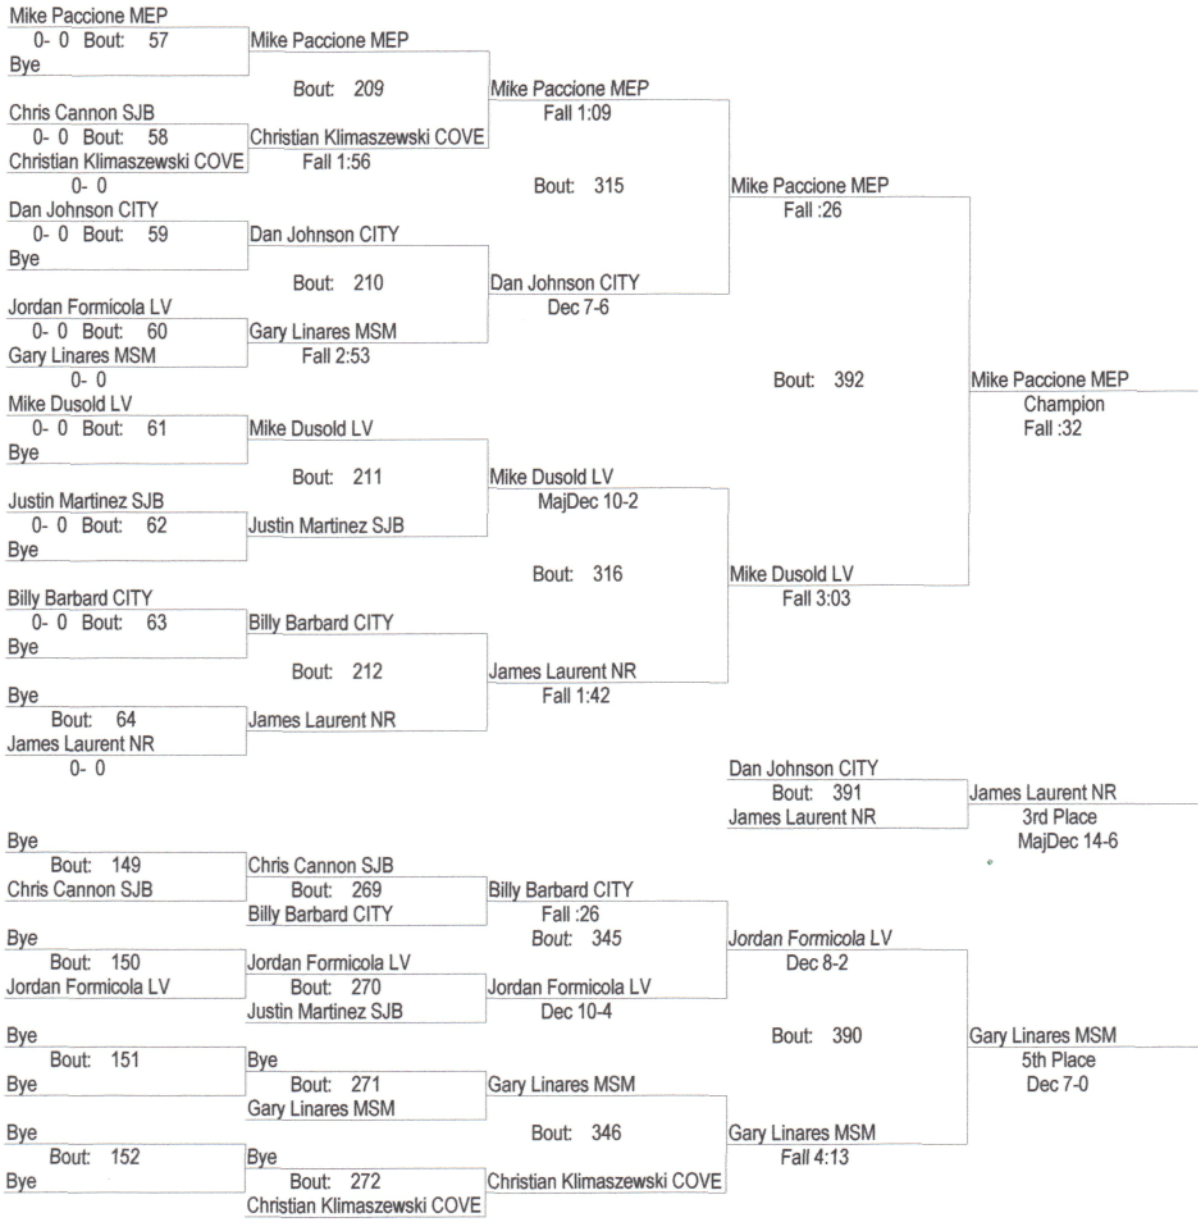 Mike Paccione MEP
0- 0 Bout: 57
Bye
Mike Paccione MEP
Bout: 209
Chris Cannon SJB
0- 0 Bout: 58
Christian Klimaszewski COVE
0- 0
Christian Klimaszewski COVE
Fall 1:56
Mike Paccione MEP
Fall 1:09
Bout: 315
Dan Johnson CITY
0- 0 Bout: 59
Bye
Dan Johnson CITY
Bout: 210
Jordan Formicola LV
0- 0 Bout: 60
Gary Linares MSM
0- 0
Gary Linares MSM
Fall 2:53
Dan Johnson CITY
Dec 7-6
Mike Paccione MEP
Fall :26
Bout: 392
Mike Dusold LV
0- 0 Bout: 61
Bye
Mike Dusold LV
Bout: 211
Justin Martinez SJB
0- 0 Bout: 62
Bye
Justin Martinez SJB
Mike Dusold LV
MajDec 10-2
Bout: 316
Billy Barbard CITY
0- 0 Bout: 63
Bye
Billy Barbard CITY
Bout: 212
Bye
Bout: 64
James Laurent NR
0- 0
James Laurent NR
James Laurent NR
Fall 1:42
Mike Dusold LV
Fall 3:03
Mike Paccione MEP
Champion
Fall :32
Dan Johnson CITY
Bout: 391
James Laurent NR
James Laurent NR
3rd Place
MajDec 14-6
Bye
Bout: 149
Chris Cannon SJB
Chris Cannon SJB
Bout: 269
Billy Barbard CITY
Billy Barbard CITY
Fall :26
Bout: 345
Bye
Bout: 150
Jordan Formicola LV
Jordan Formicola LV
Bout: 270
Justin Martinez SJB
Jordan Formicola LV
Dec 10-4
Jordan Formicola LV
Dec 8-2
Bout: 390
Bye
Bout: 151
Bye
Bye
Bout: 271
Gary Linares MSM
Gary Linares MSM
Bout: 346
Bye
Bout: 152
Bye
Bye
Bout: 272
Christian Klimaszewski COVE
Christian Klimaszewski COVE
Gary Linares MSM
Fall 4:13
Gary Linares MSM
5th Place
Dec 7-0